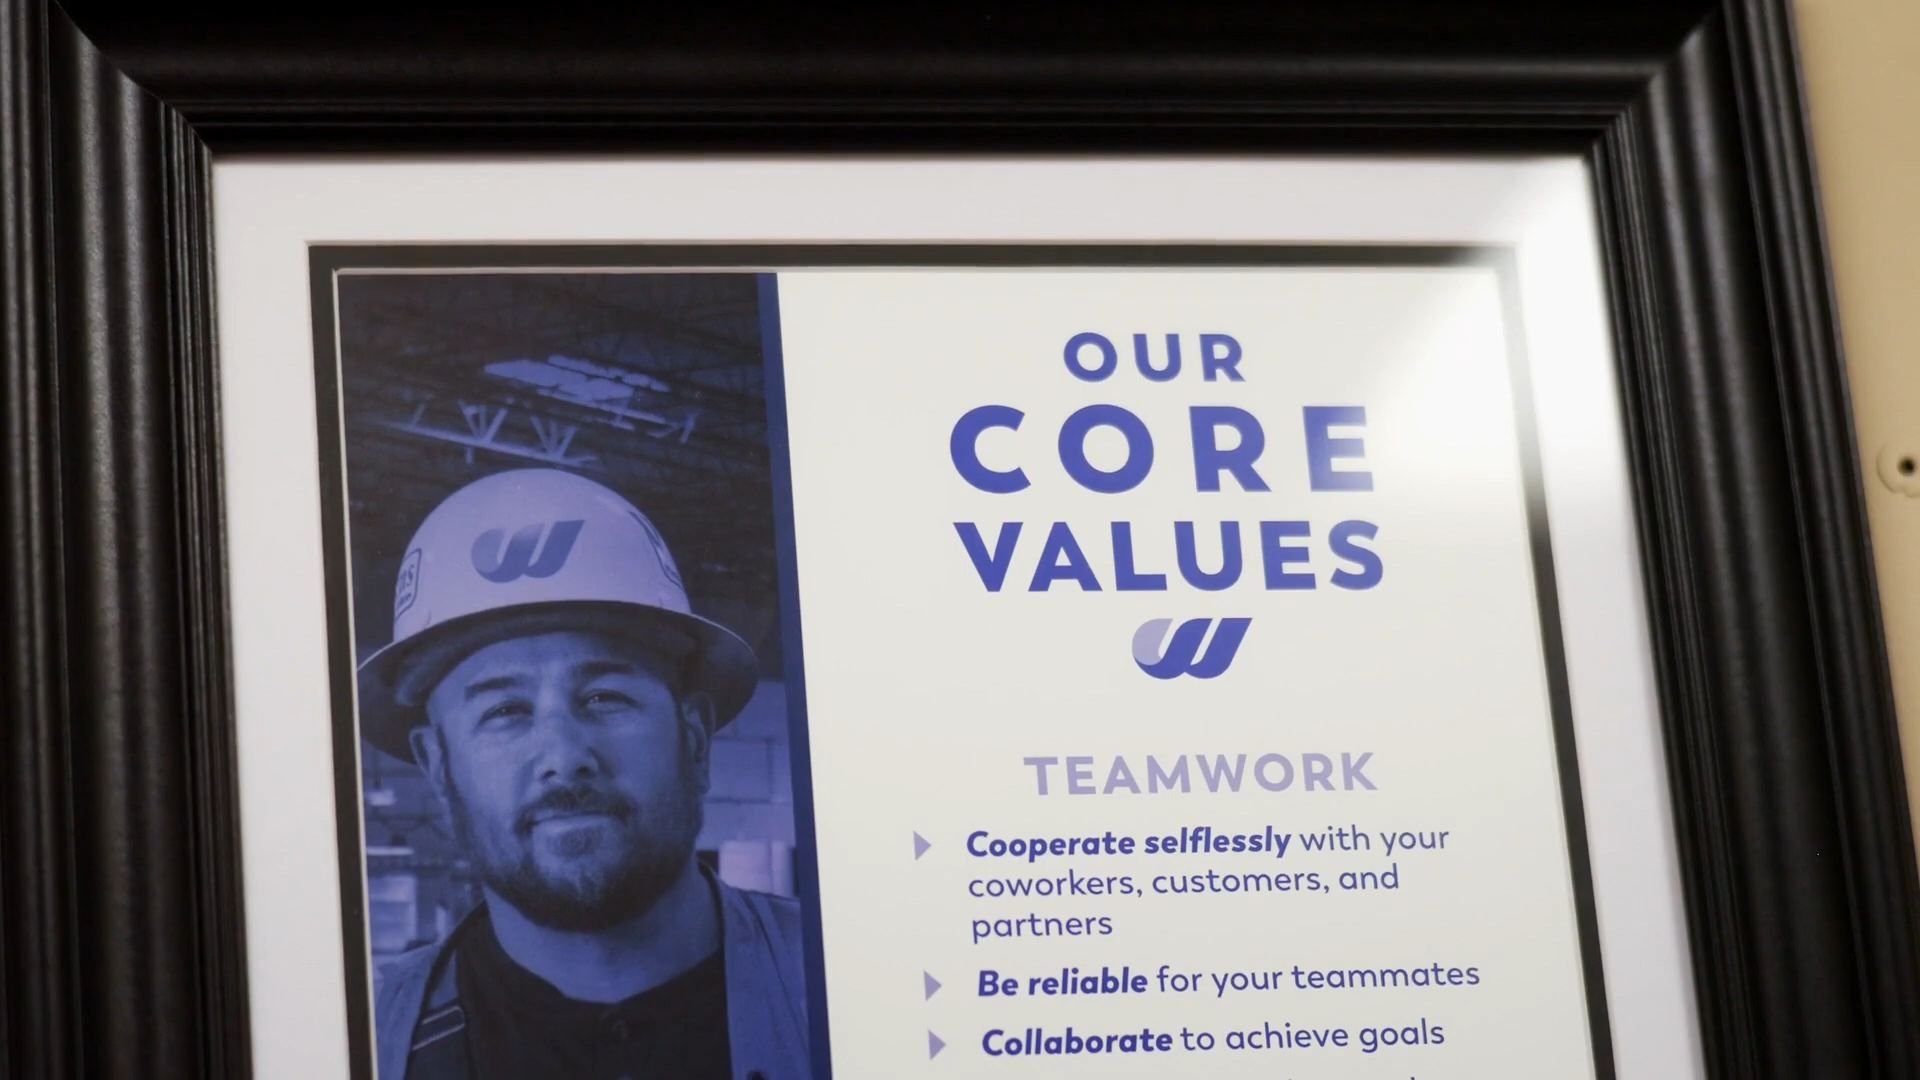 OUR
CORE
VALUES
TEAMWORK
Cooperate selflessly with your
coworkers, customers, and
partners
Be reliable for your teammates
Collaborate to achieve goals